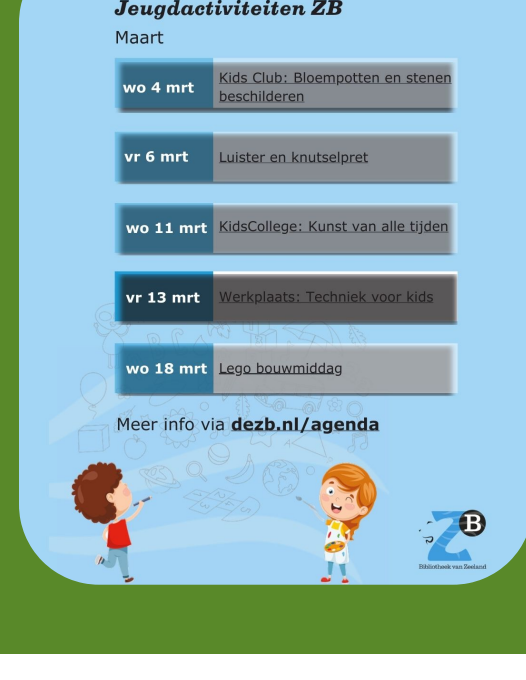 Jeugdactiviteiten ZB
Maart
wo 4 mrt
Kids Club: Bloempotten en stenen
beschilderen
vr 6 mrt
Luister en knutselpret
wo 11 mrt
KidsCollege: Kunst van alle tijden
vr 13 mrt
Werkplaats: Techniek voor kids
wo 18 mrt
Lego bouwmiddag
Meer info via dezb.nl/agenda
ZB
Bibliotheek van Zeeland